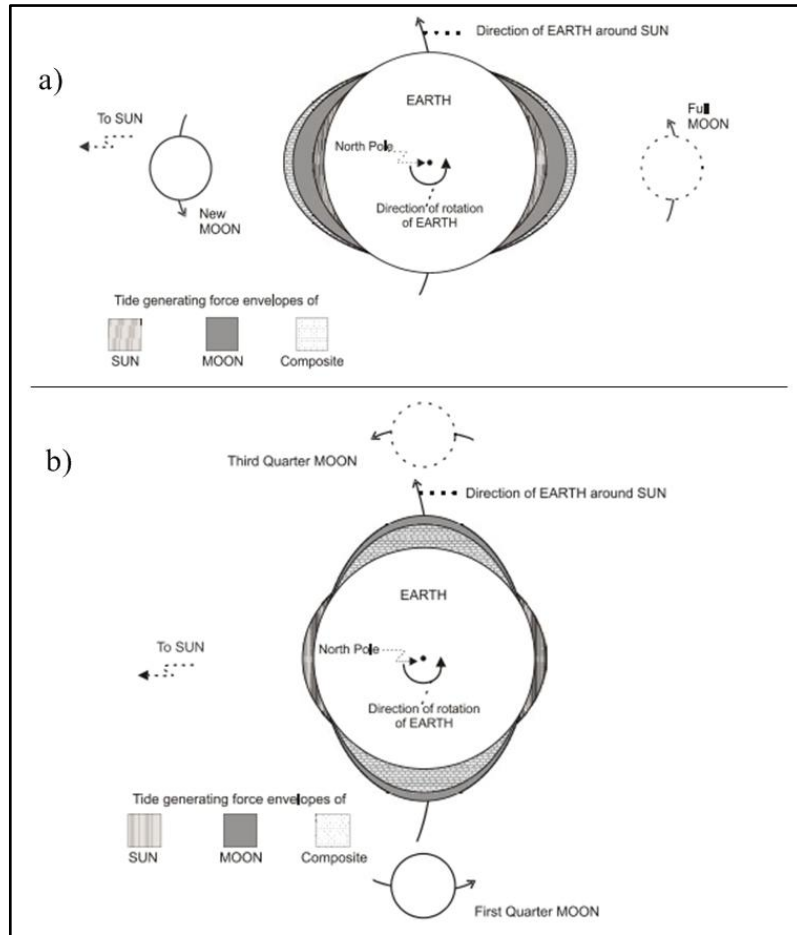 a)
Direction of EARTH around SUN
EARTH
To SUN
Full
MOON
North Pole
New
MOON
Direction of rotation
of EARTH
Tide generating force envelopes of
SUN
MOON
Composite
b)
Third Quarter MOON
Direction of EARTH around SUN
EARTH
To SUN
North Pole
Direction of rotation
of EARTH
Tide generating force envelopes of
SUN
MOON
Composite
First Quarter MOON